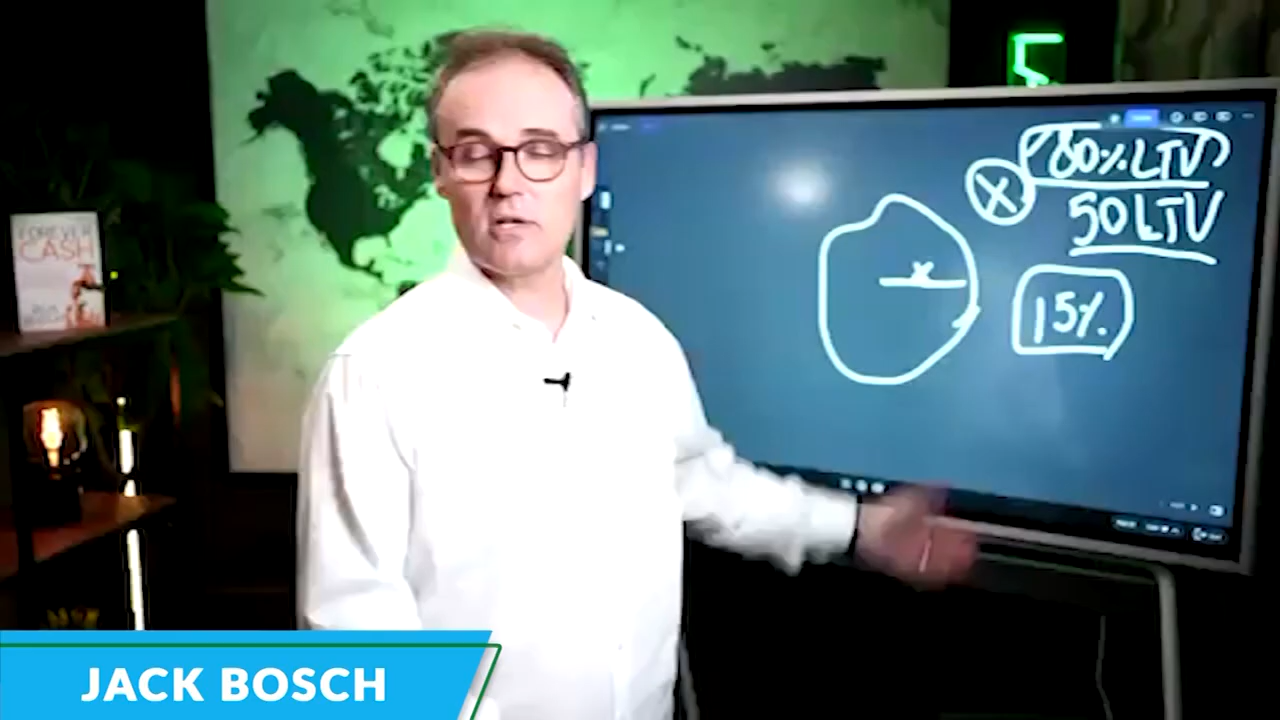 80% LTV
50 LTV
X
x
15%
FOREVER
CASH
JACK BOSCH